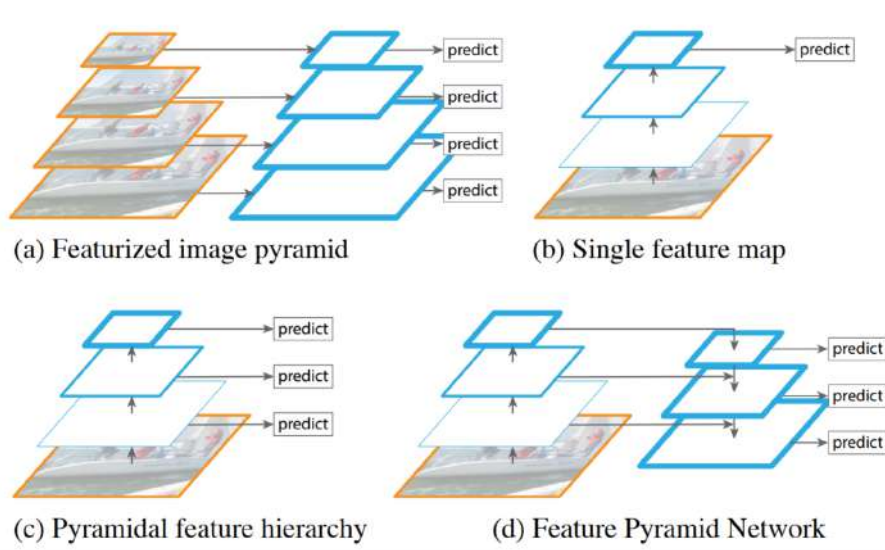 predict
predict
predict
predict
predict
(a) Featurized image pyramid
(b) Single feature map
predict
predict
predict
predict
predict
predict
(c) Pyramidal feature hierarchy
(d) Feature Pyramid Network